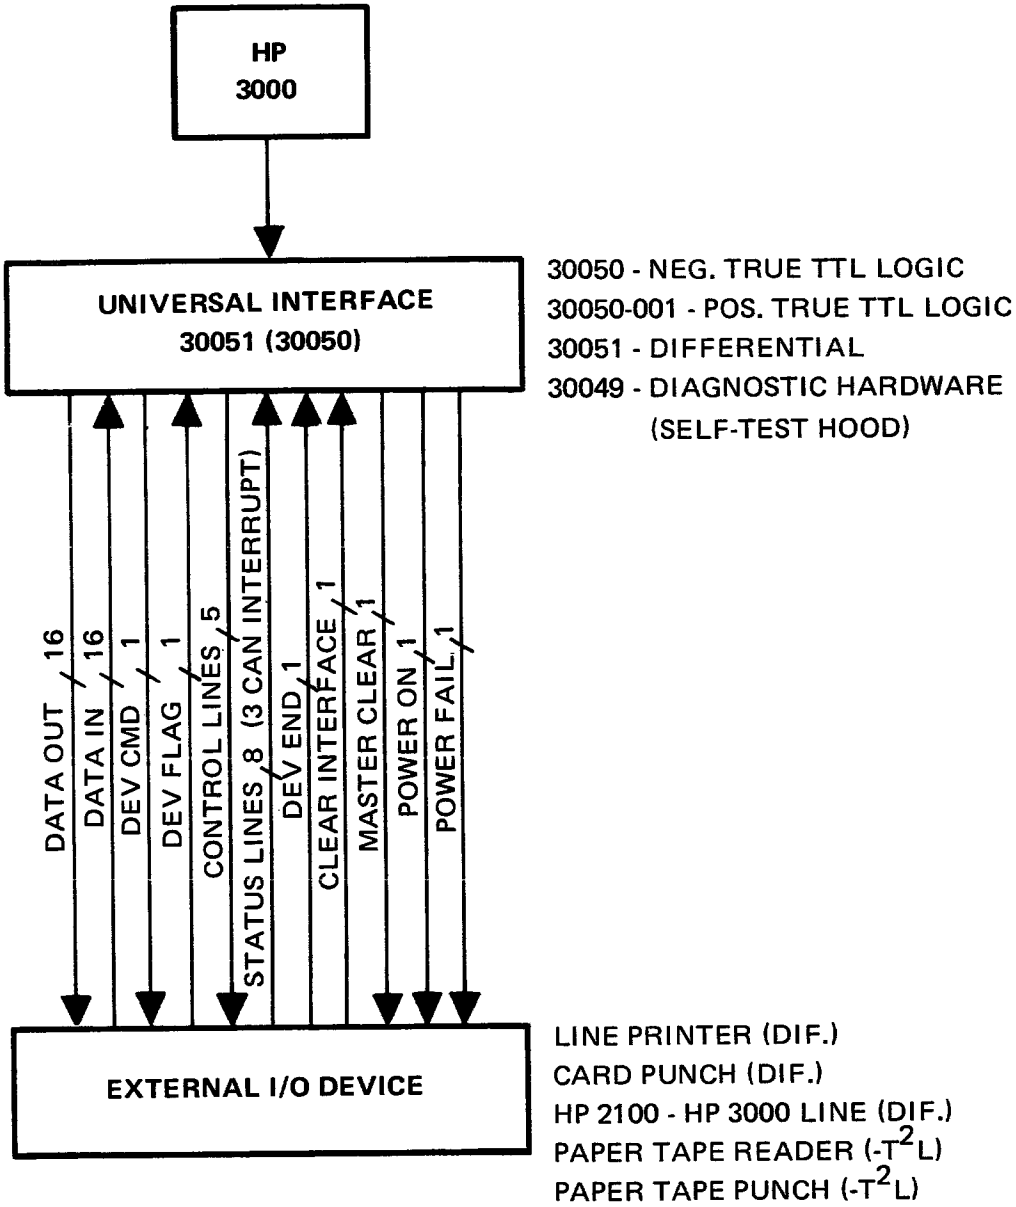 HP
3000
UNIVERSAL INTERFACE
30051 (30050)
30050 - NEG. TRUE TTL LOGIC
30050-001 - POS. TRUE TTL LOGIC
30051 - DIFFERENTIAL
30049 - DIAGNOSTIC HARDWARE
(SELF-TEST HOOD)
DATA OUT 16
DATA IN 16
DEV CMD 1
DEV FLAG 1
CONTROL LINES 5
STATUS LINES 8 (3 CAN INTERRUPT)
DEV END 1
CLEAR INTERFACE 1
MASTER CLEAR 1
POWER ON 1
POWER FAIL 1
EXTERNAL I/O DEVICE
LINE PRINTER (DIF.)
CARD PUNCH (DIF.)
HP 2100 - HP 3000 LINE (DIF.)
PAPER TAPE READER (-T²L)
PAPER TAPE PUNCH (-T²L)